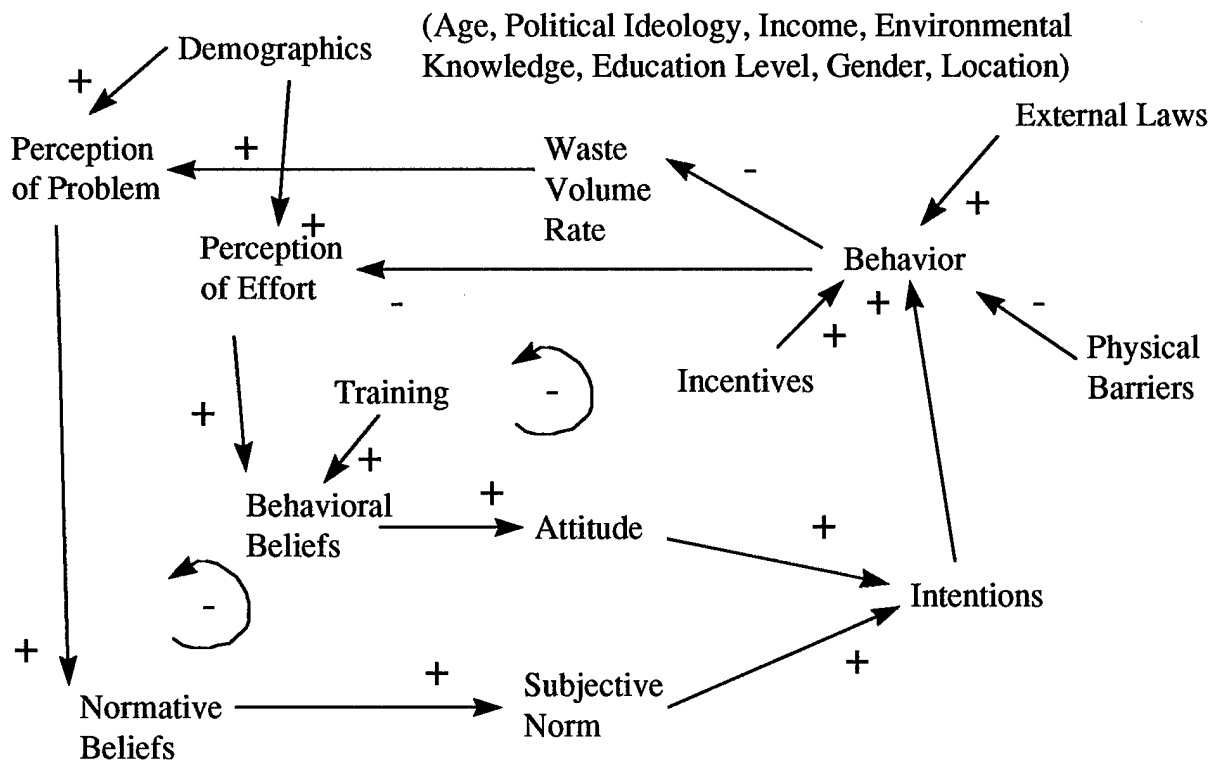 (Age, Political Ideology, Income, Environmental
Knowledge, Education Level, Gender, Location)
Demographics
+
External Laws
Perception
of Problem
+
Waste
Volume
Rate
-
+
+
Perception
of Effort
-
Behavior
+
+
-
Physical
Barriers
Incentives
Training
-
+
+
Behavioral
Beliefs
+
Attitude
+
Intentions
-
+
+
+
Subjective
Norm
Normative
Beliefs